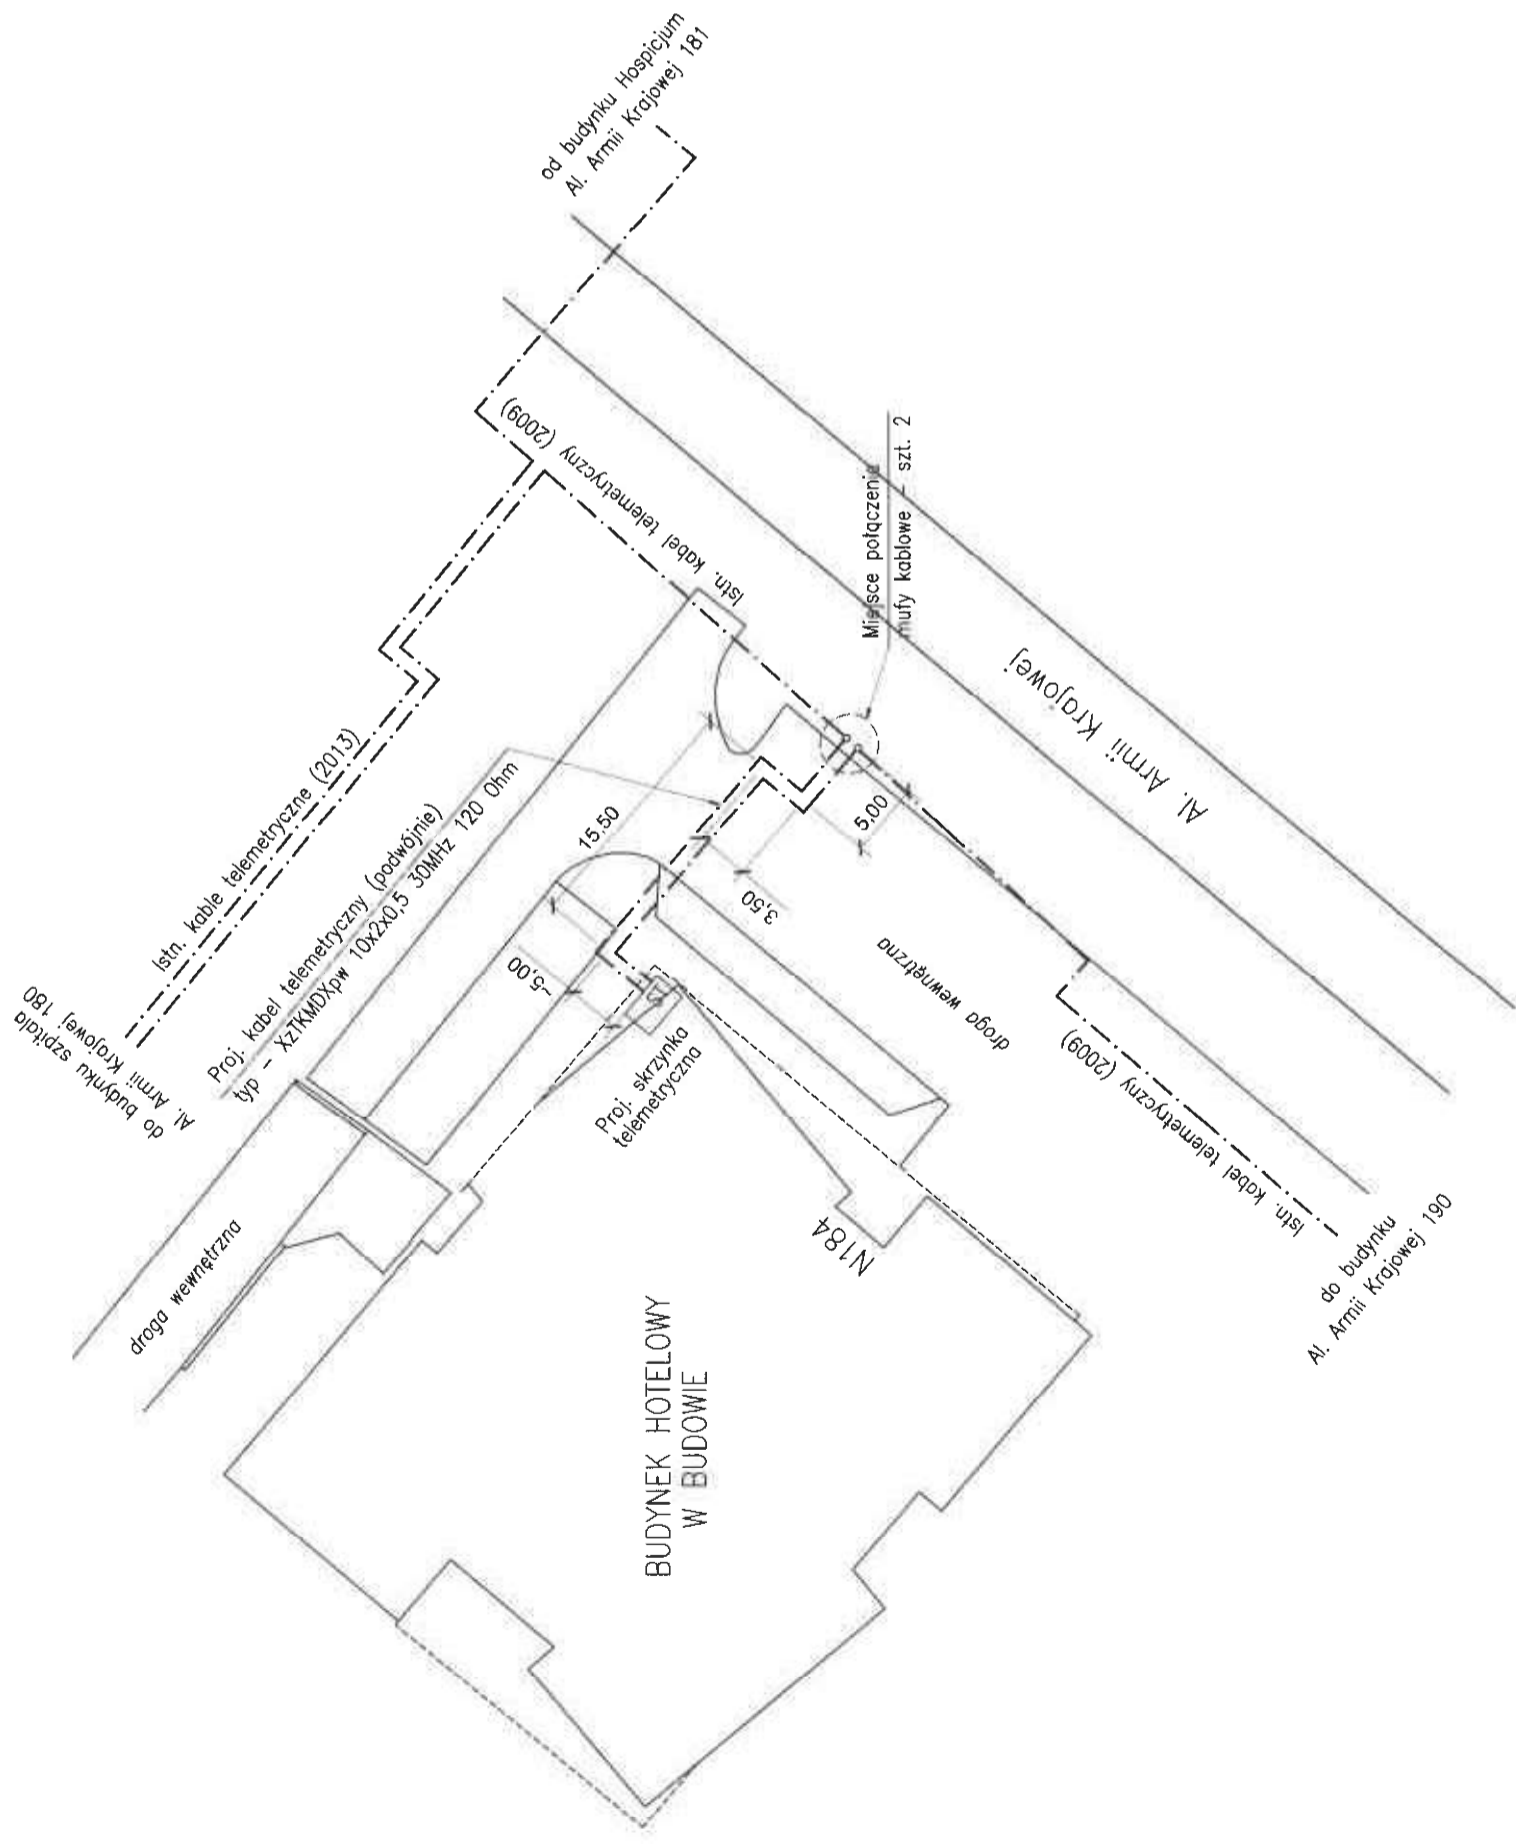 od budynku Hospicjum
Al. Armii Krajowej 181
Istn. kabel telemetryczny (2009)
Miejsce połączenia
mufy kablowe – szt. 2
Al. Armii Krajowej
Istn. kable telemetryczne (2013)
do budynku szpitala
Al. Armii Krajowej 180
Proj. kabel telemetryczny (podwójnie)
typ – XzTKMDXpw 10x2x0,5 30MHz 120 Ohm
15,50
5,00
3,50
~5,00
droga wewnętrzna
Proj. skrzynka
telemetryczna
droga wewnętrzna
Istn. kabel telemetryczny (2009)
do budynku
Al. Armii Krajowej 190
N184
BUDYNEK HOTELOWY
W BUDOWIE